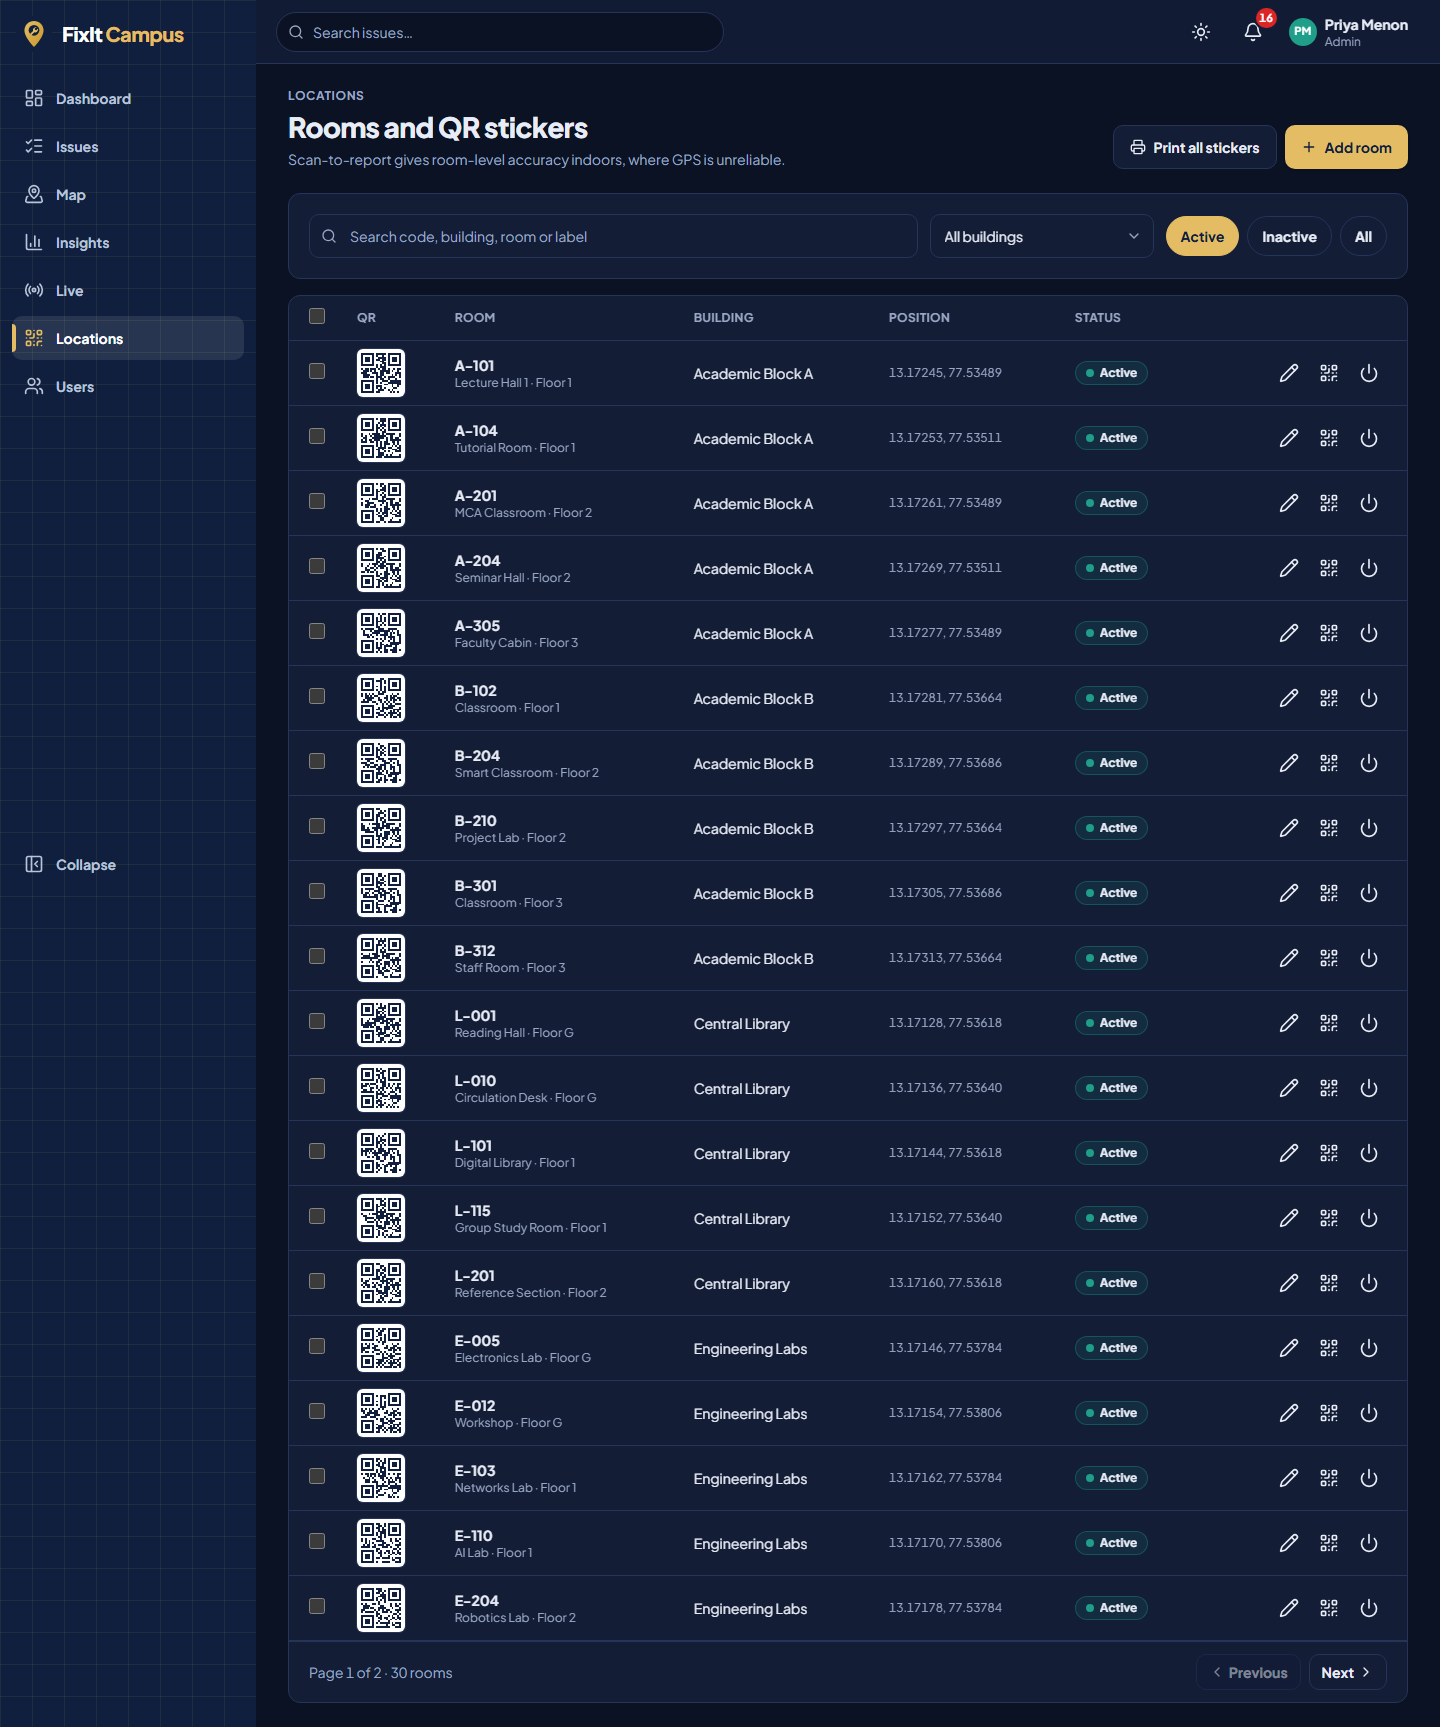 FixIt Campus
Search issues...
16
PM
Priya Menon
Admin
Dashboard
Issues
Map
Insights
Live
Locations
Users
Collapse
LOCATIONS
Rooms and QR stickers
Scan-to-report gives room-level accuracy indoors, where GPS is unreliable.
Print all stickers
Add room
Search code, building, room or label
All buildings
Active
Inactive
All
QR ROOM BUILDING POSITION STATUS
A-101
Lecture Hall 1 · Floor 1
Academic Block A
13.17245, 77.53489
Active
A-104
Tutorial Room · Floor 1
Academic Block A
13.17253, 77.53511
Active
A-201
MCA Classroom · Floor 2
Academic Block A
13.17261, 77.53489
Active
A-204
Seminar Hall · Floor 2
Academic Block A
13.17269, 77.53511
Active
A-305
Faculty Cabin · Floor 3
Academic Block A
13.17277, 77.53489
Active
B-102
Classroom · Floor 1
Academic Block B
13.17281, 77.53664
Active
B-204
Smart Classroom · Floor 2
Academic Block B
13.17289, 77.53686
Active
B-210
Project Lab · Floor 2
Academic Block B
13.17297, 77.53664
Active
B-301
Classroom · Floor 3
Academic Block B
13.17305, 77.53686
Active
B-312
Staff Room · Floor 3
Academic Block B
13.17313, 77.53664
Active
L-001
Reading Hall · Floor G
Central Library
13.17128, 77.53618
Active
L-010
Circulation Desk · Floor G
Central Library
13.17136, 77.53640
Active
L-101
Digital Library · Floor 1
Central Library
13.17144, 77.53618
Active
L-115
Group Study Room · Floor 1
Central Library
13.17152, 77.53640
Active
L-201
Reference Section · Floor 2
Central Library
13.17160, 77.53618
Active
E-005
Electronics Lab · Floor G
Engineering Labs
13.17146, 77.53784
Active
E-012
Workshop · Floor G
Engineering Labs
13.17154, 77.53806
Active
E-103
Networks Lab · Floor 1
Engineering Labs
13.17162, 77.53784
Active
E-110
AI Lab · Floor 1
Engineering Labs
13.17170, 77.53806
Active
E-204
Robotics Lab · Floor 2
Engineering Labs
13.17178, 77.53784
Active
Page 1 of 2 · 30 rooms
Previous
Next